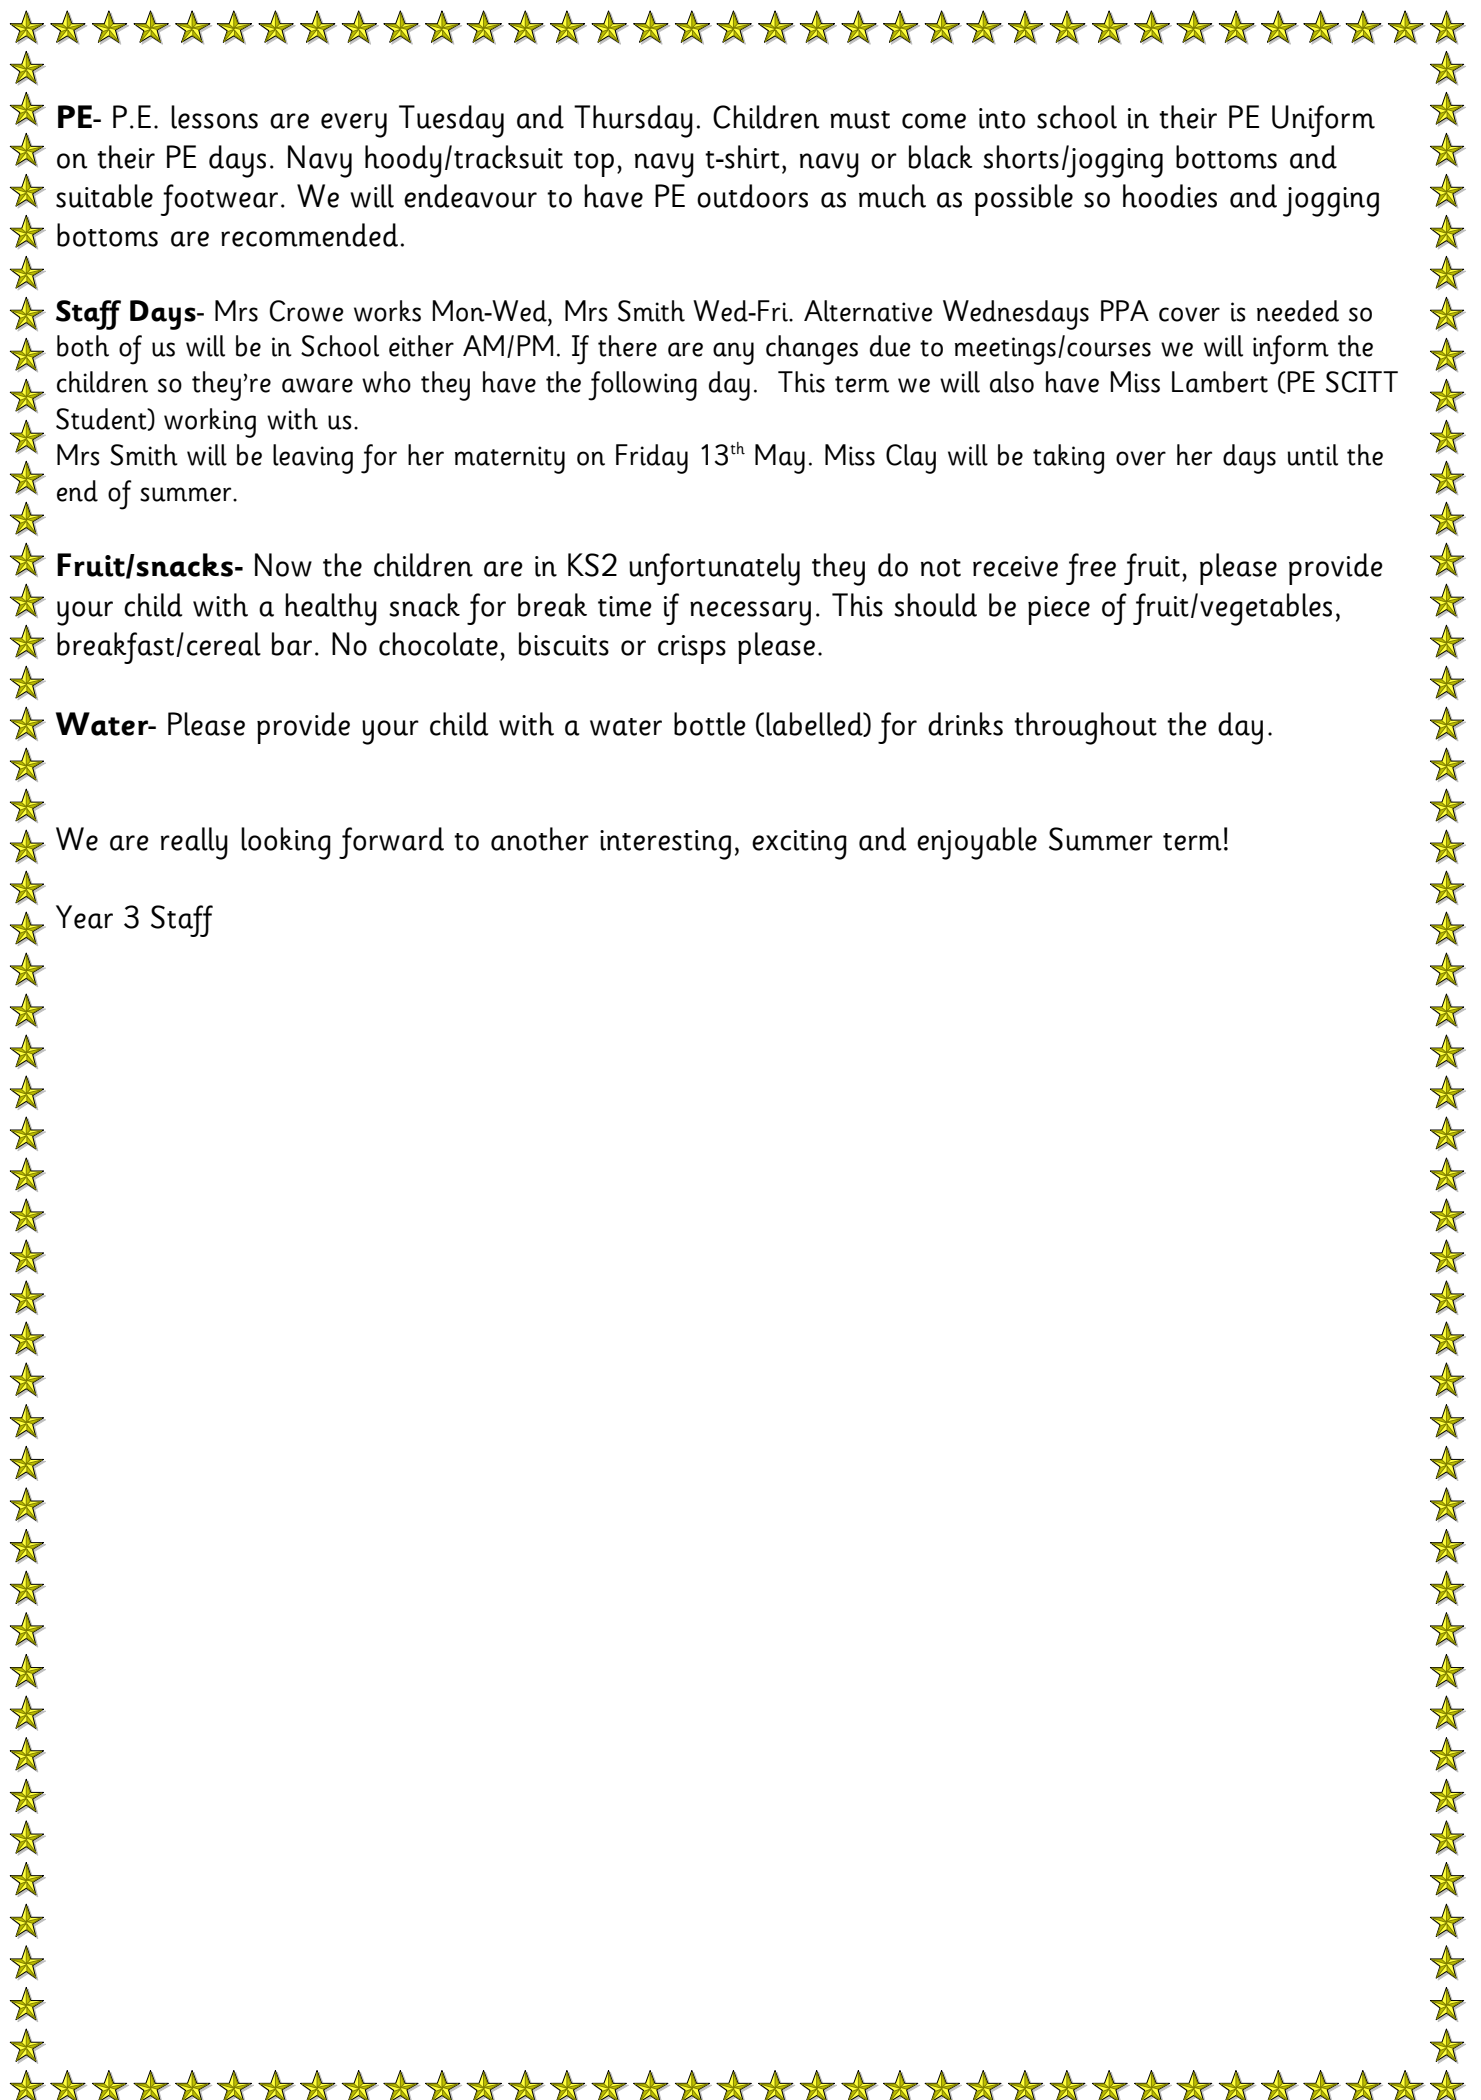 PE- P.E. lessons are every Tuesday and Thursday. Children must come into school in their PE Uniform
on their PE days. Navy hoody/tracksuit top, navy t-shirt, navy or black shorts/jogging bottoms and
suitable footwear. We will endeavour to have PE outdoors as much as possible so hoodies and jogging
bottoms are recommended.
Staff Days- Mrs Crowe works Mon-Wed, Mrs Smith Wed-Fri. Alternative Wednesdays PPA cover is needed so
both of us will be in School either AM/PM. If there are any changes due to meetings/courses we will inform the
children so they're aware who they have the following day.  This term we will also have Miss Lambert (PE SCITT
Student) working with us.
Mrs Smith will be leaving for her maternity on Friday 13th May. Miss Clay will be taking over her days until the
end of summer.
Fruit/snacks- Now the children are in KS2 unfortunately they do not receive free fruit, please provide
your child with a healthy snack for break time if necessary. This should be piece of fruit/vegetables,
breakfast/cereal bar. No chocolate, biscuits or crisps please.
Water- Please provide your child with a water bottle (labelled) for drinks throughout the day.
We are really looking forward to another interesting, exciting and enjoyable Summer term!
Year 3 Staff